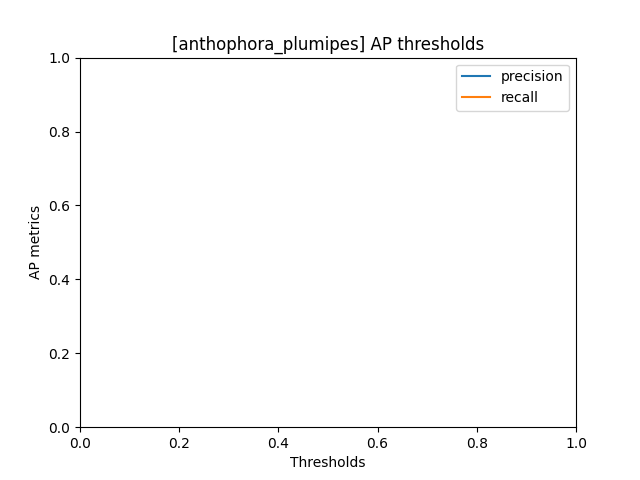 [anthophora_plumipes] AP thresholds
precision
recall
AP metrics
1.0
0.8
0.6
0.4
0.2
0.0
0.0 0.2 0.4 0.6 0.8 1.0
Thresholds